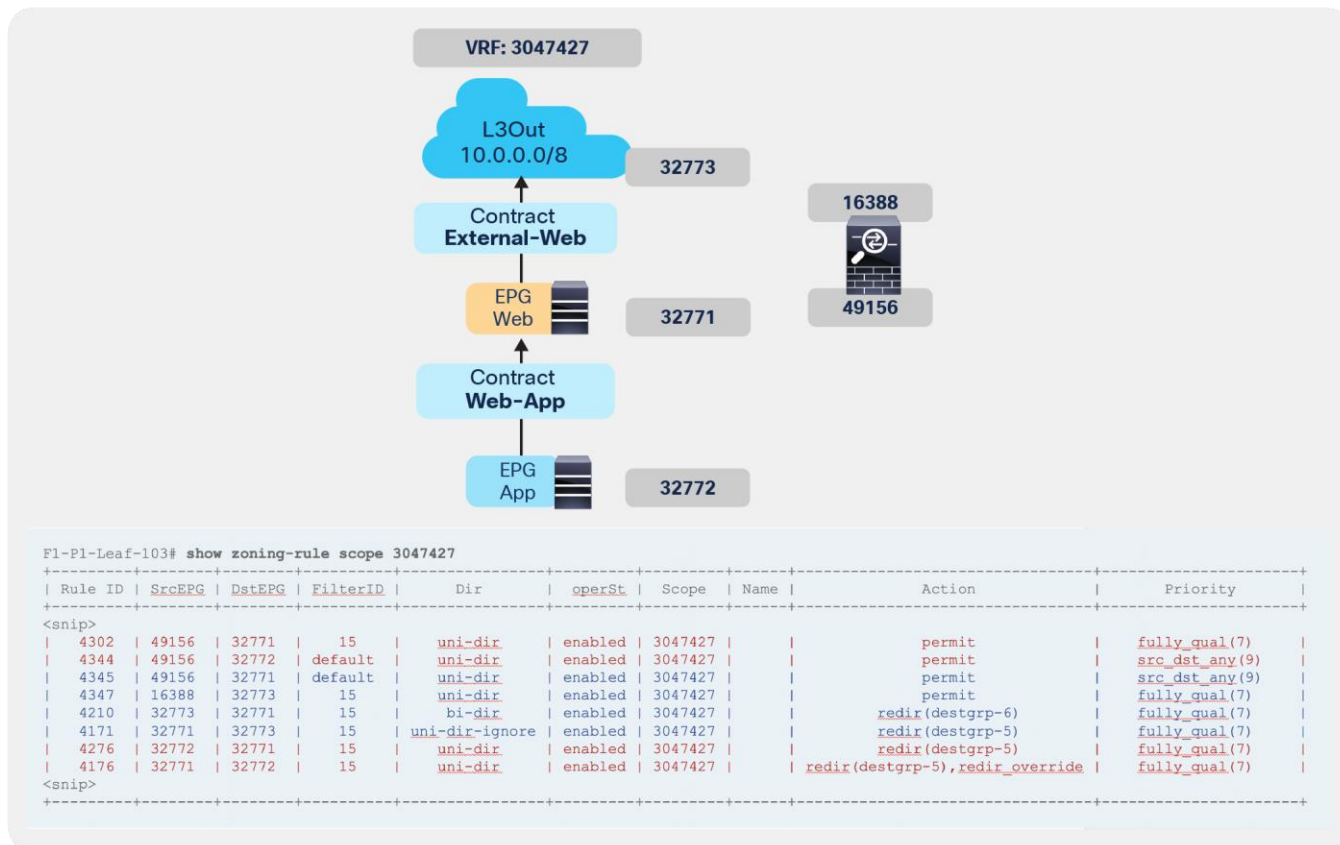 VRF: 3047427
L3Out
10.0.0.0/8
32773
Contract
External-Web
16388
EPG
Web
32771
49156
Contract
Web-App
EPG
App
32772
F1-P1-Leaf-103# show zoning-rule scope 3047427
+---------+--------+--------+----------+----------------+---------+---------+------+-------------------------------+----------------------+
| Rule ID | SrcEPG | DstEPG | FilterID | Dir | operSt | Scope | Name | Action | Priority |
+---------+--------+--------+----------+----------------+---------+---------+------+-------------------------------+----------------------+
<snip>
| 4302 | 49156 | 32771 | 15 | uni-dir | enabled | 3047427 | | permit | fully_qual(7) |
| 4344 | 49156 | 32772 | default | uni-dir | enabled | 3047427 | | permit | src_dst_any(9) |
| 4345 | 49156 | 32771 | default | uni-dir | enabled | 3047427 | | permit | src_dst_any(9) |
| 4347 | 16388 | 32773 | 15 | uni-dir | enabled | 3047427 | | permit | fully_qual(7) |
| 4210 | 32773 | 32771 | 15 | bi-dir | enabled | 3047427 | | redir(destgrp-6) | fully_qual(7) |
| 4171 | 32771 | 32773 | 15 | uni-dir-ignore | enabled | 3047427 | | redir(destgrp-5) | fully_qual(7) |
| 4276 | 32772 | 32771 | 15 | uni-dir | enabled | 3047427 | | redir(destgrp-5) | fully_qual(7) |
| 4176 | 32771 | 32772 | 15 | uni-dir | enabled | 3047427 | | redir(destgrp-5),redir_override | fully_qual(7) |
<snip>
+---------+--------+--------+----------+----------------+---------+---------+------+-------------------------------+----------------------+